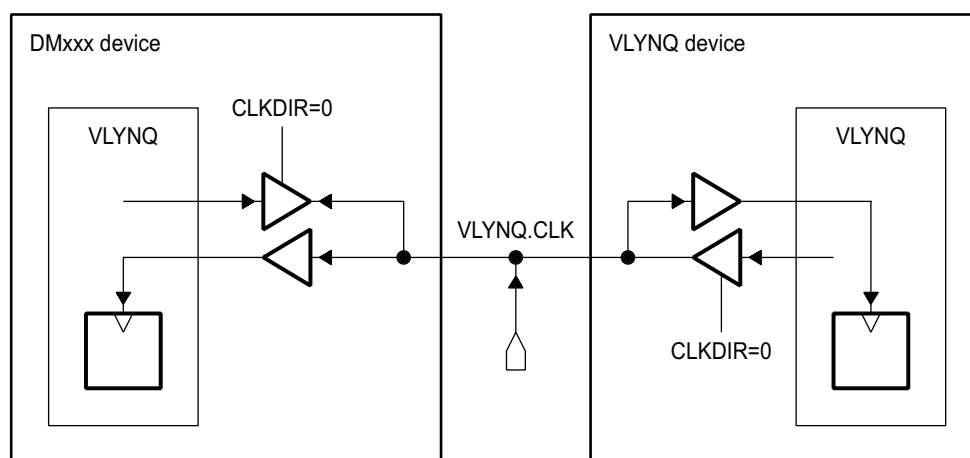 DMxxx device
VLYNQ device
CLKDIR=0
VLYNQ
VLYNQ
VLYNQ.CLK
CLKDIR=0